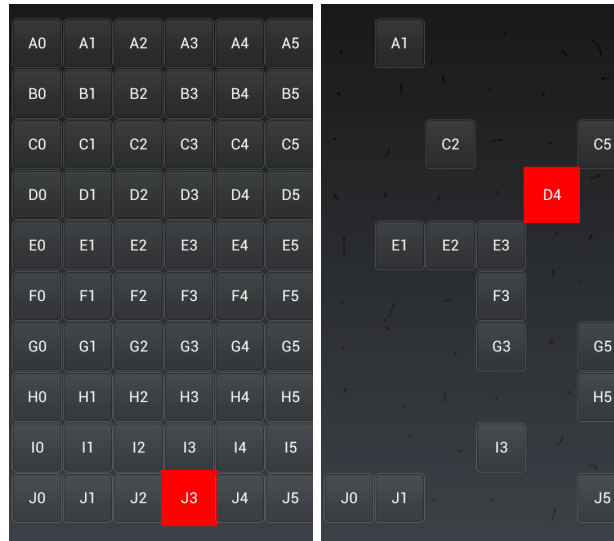 A0 A1 A2 A3 A4 A5
B0 B1 B2 B3 B4 B5
C0 C1 C2 C3 C4 C5
D0 D1 D2 D3 D4 D5
E0 E1 E2 E3 E4 E5
F0 F1 F2 F3 F4 F5
G0 G1 G2 G3 G4 G5
H0 H1 H2 H3 H4 H5
I0 I1 I2 I3 I4 I5
J0 J1 J2 J3 J4 J5
A1
C2 C5
D4
E1 E2 E3
F3
G3 G5
H5
I3
J0 J1 J5